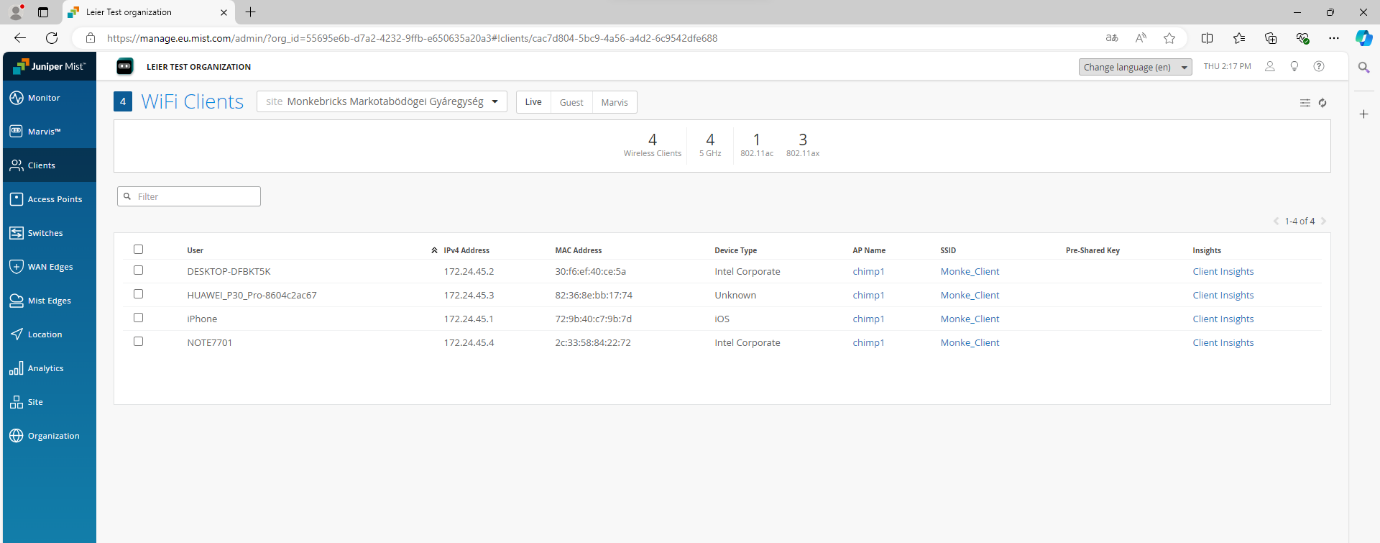 Leier Test organization
https://manage.eu.mist.com/admin/?org_id=55695e6b-d7a2-4232-9ffb-e650635a20a3#!clients/cac7d804-5bc9-4a56-a4d2-6c9542dfe688
Juniper Mist™ LEIER TEST ORGANIZATION Change language (en) THU 2:17 PM
Monitor
4 WiFi Clients site Monkebricks Markotabödögei Gyáregység Live Guest Marvis
Marvis™
4 4 1 3
Wireless Clients 5 GHz 802.11ac 802.11ax
Clients
Access Points
Filter
Switches
1-4 of 4
User IPv4 Address MAC Address Device Type AP Name SSID Pre-Shared Key Insights
WAN Edges
DESKTOP-DFBKT5K 172.24.45.2 30:f6:ef:40:ce:5a Intel Corporate chimp1 Monke_Client Client Insights
Mist Edges
HUAWEI_P30_Pro-8604c2ac67 172.24.45.3 82:36:8e:bb:17:74 Unknown chimp1 Monke_Client Client Insights
iPhone 172.24.45.1 72:9b:40:c7:9b:7d iOS chimp1 Monke_Client Client Insights
Location
NOTE7701 172.24.45.4 2c:33:58:84:22:72 Intel Corporate chimp1 Monke_Client Client Insights
Analytics
Site
Organization